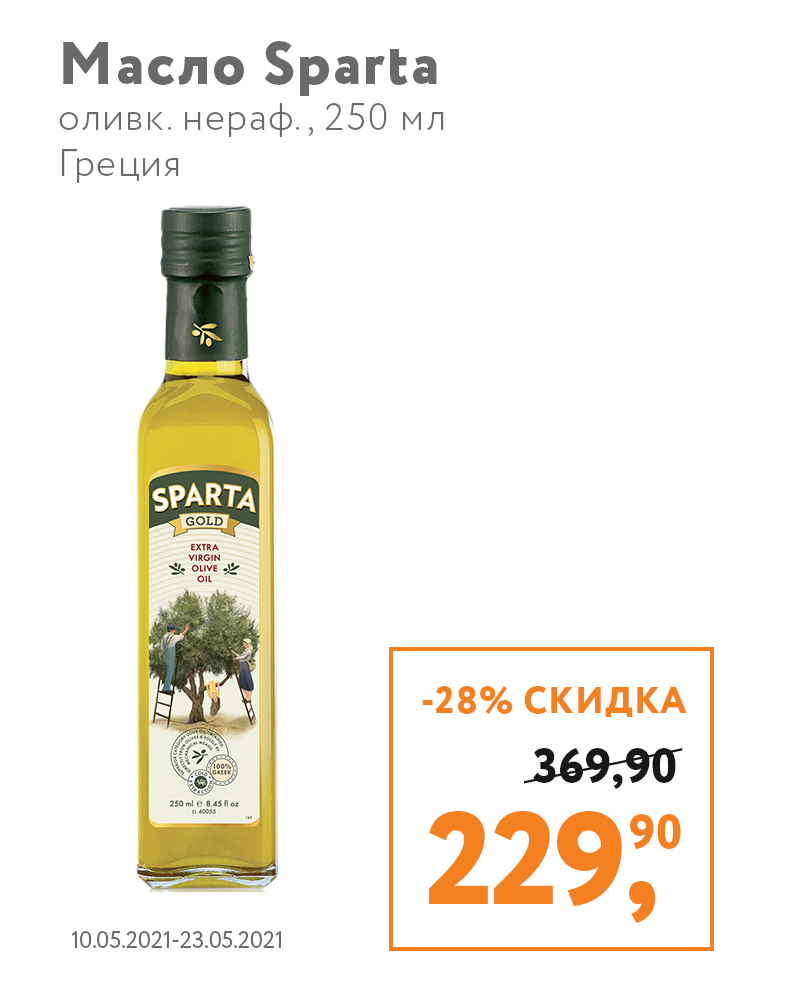 Масло Sparta
оливк. нераф., 250 мл
Греция
SPARTA
GOLD
EXTRA
VIRGIN
OLIVE
OIL
100%
GREEK
COLD
250 ml e 8.45 fl oz
EL 40055
-28% СКИДКА
369,90
229,90
10.05.2021-23.05.2021